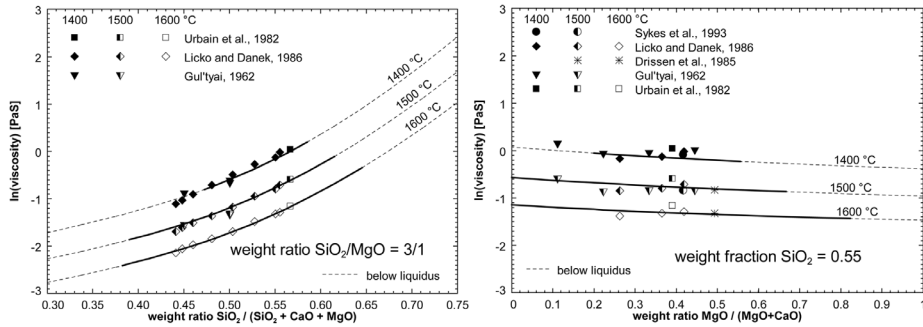 1400 1500 1600 °C
Urbain et al., 1982
Licko and Danek, 1986
Gul'tyai, 1962
1400 °C
1500 °C
1600 °C
weight ratio SiO₂/MgO = 3/1
below liquidus
3
2
1
0
-1
-2
-3
ln(viscosity) [PaS]
0.30 0.35 0.40 0.45 0.50 0.55 0.60 0.65 0.70 0.75
weight ratio SiO₂ / (SiO₂ + CaO + MgO)
1400 1500 1600 °C
Sykes et al., 1993
Licko and Danek, 1986
Drissen et al., 1985
Gul'tyai, 1962
Urbain et al., 1982
1400 °C
1500 °C
1600 °C
below liquidus
weight fraction SiO₂ = 0.55
3
2
1
0
-1
-2
-3
ln(viscosity) [PaS]
0 0.1 0.2 0.3 0.4 0.5 0.6 0.7 0.8 0.9
weight ratio MgO / (MgO+CaO)